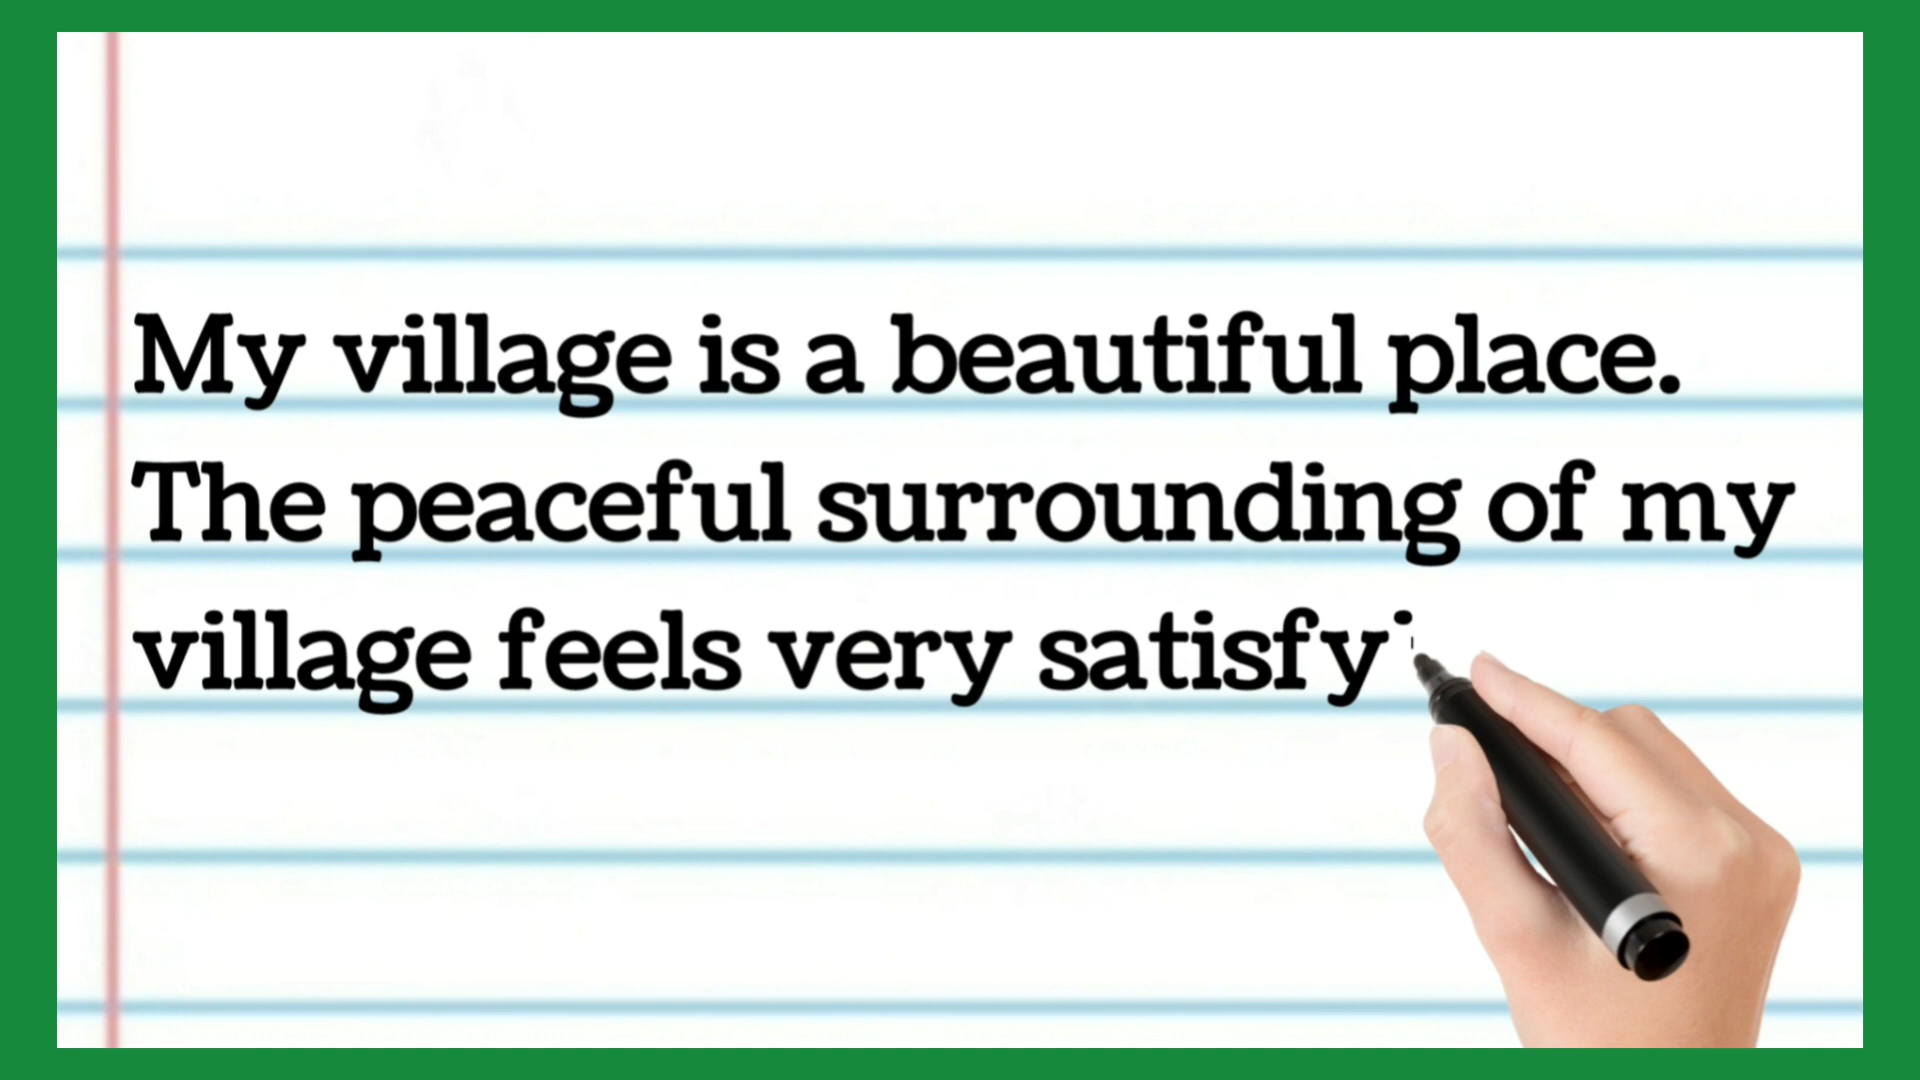 My village is a beautiful place.
The peaceful surrounding of my
village feels very satisfy